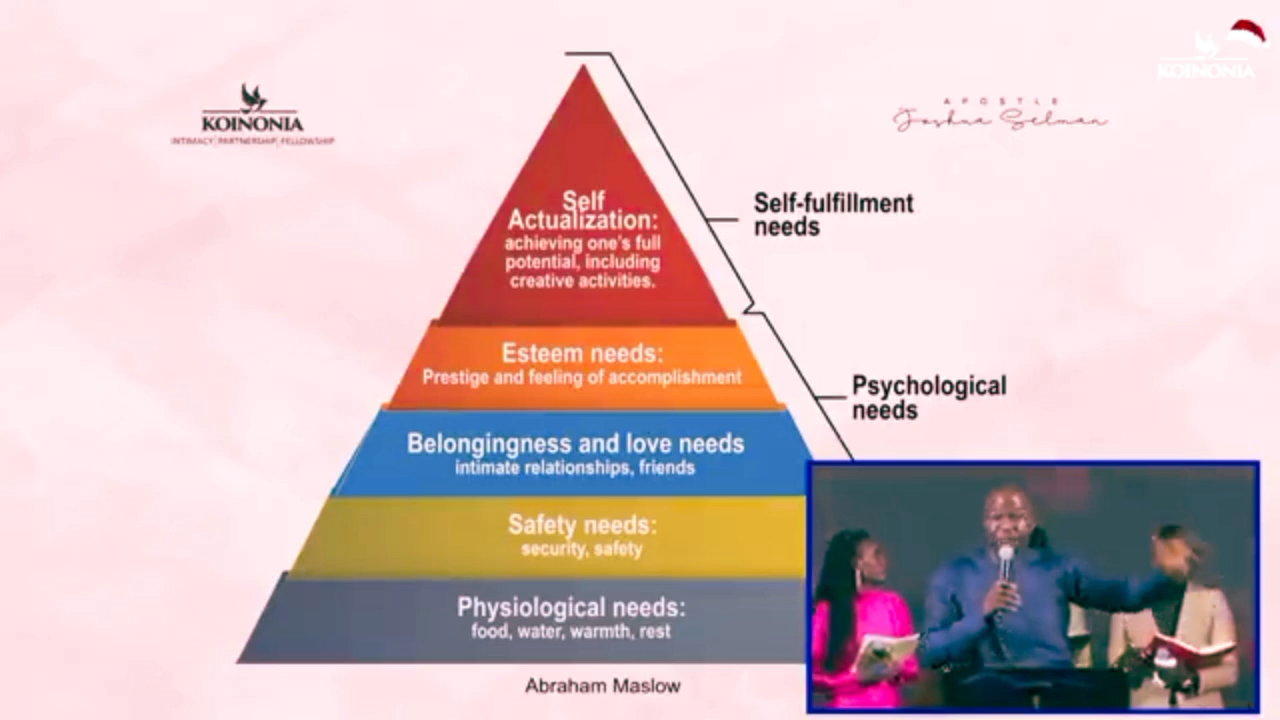 KOINONIA
KOINONIA
INTIMACY | PARTNERSHIP | FELLOWSHIP
APOSTLE
Joshua Selman
Self
Actualization:
achieving one's full
potential, including
creative activities.
Self-fulfillment
needs
Esteem needs:
Prestige and feeling of accomplishment
Psychological
needs
Belongingness and love needs
intimate relationships, friends
Safety needs:
security, safety
Physiological needs:
food, water, warmth, rest
Abraham Maslow